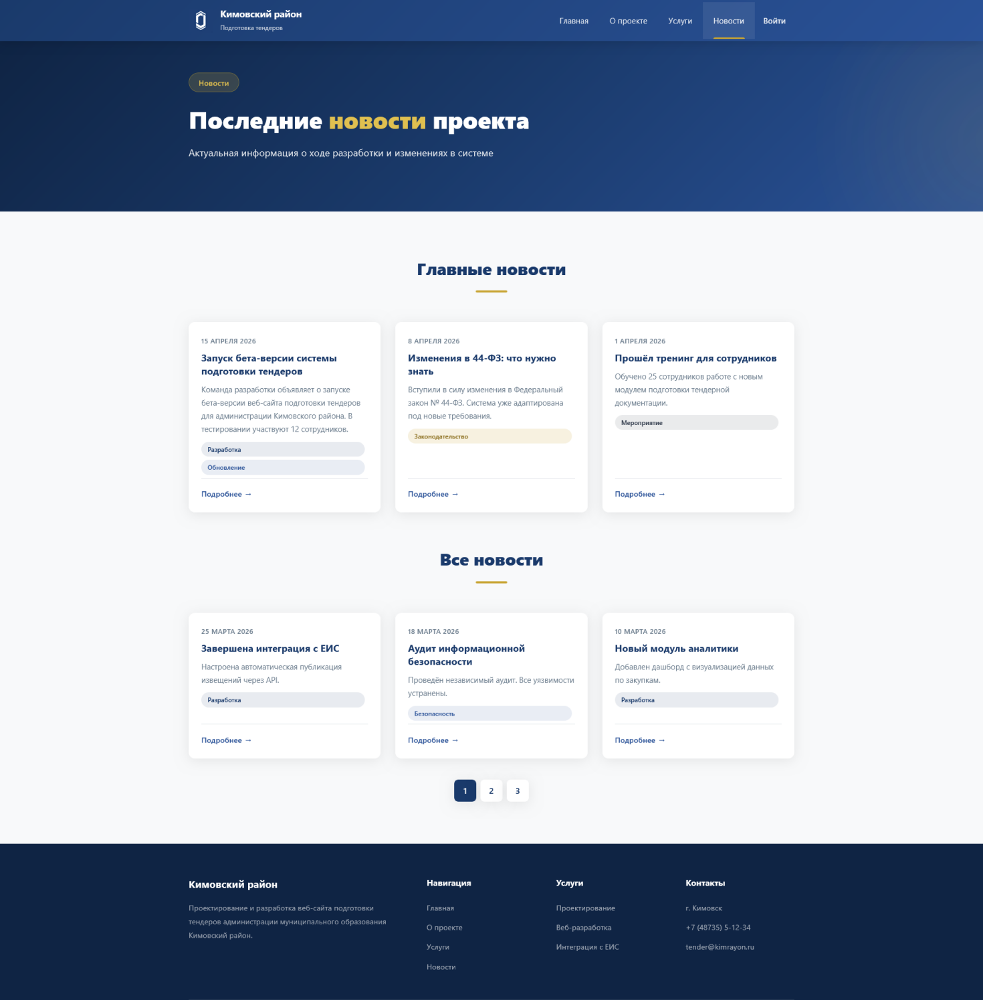 Кимовский район
Подготовка тендеров
Главная
О проекте
Услуги
Новости
Войти
Новости
Последние новости проекта
Актуальная информация о ходе разработки и изменениях в системе
Главные новости
15 АПРЕЛЯ 2026
Запуск бета-версии системы
подготовки тендеров
Команда разработки объявляет о запуске
бета-версии веб-сайта подготовки тендеров
для администрации Кимовского района. В
тестировании участвуют 12 сотрудников.
Разработка
Обновление
Подробнее →
8 АПРЕЛЯ 2026
Изменения в 44-ФЗ: что нужно
знать
Вступили в силу изменения в Федеральный
закон № 44-ФЗ. Система уже адаптирована
под новые требования.
Законодательство
Подробнее →
1 АПРЕЛЯ 2026
Прошёл тренинг для сотрудников
Обучено 25 сотрудников работе с новым
модулем подготовки тендерной
документации.
Мероприятие
Подробнее →
Все новости
25 МАРТА 2026
Завершена интеграция с ЕИС
Настроена автоматическая публикация
извещений через API.
Разработка
Подробнее →
18 МАРТА 2026
Аудит информационной
безопасности
Проведён независимый аудит. Все уязвимости
устранены.
Безопасность
Подробнее →
10 МАРТА 2026
Новый модуль аналитики
Добавлен дашборд с визуализацией данных
по закупкам.
Разработка
Подробнее →
1
2
3
Кимовский район
Проектирование и разработка веб-сайта подготовки
тендеров администрации муниципального образования
Кимовский район.
Навигация
Главная
О проекте
Услуги
Новости
Услуги
Проектирование
Веб-разработка
Интеграция с ЕИС
Контакты
г. Кимовск
+7 (48735) 5-12-34
tender@kimrayon.ru